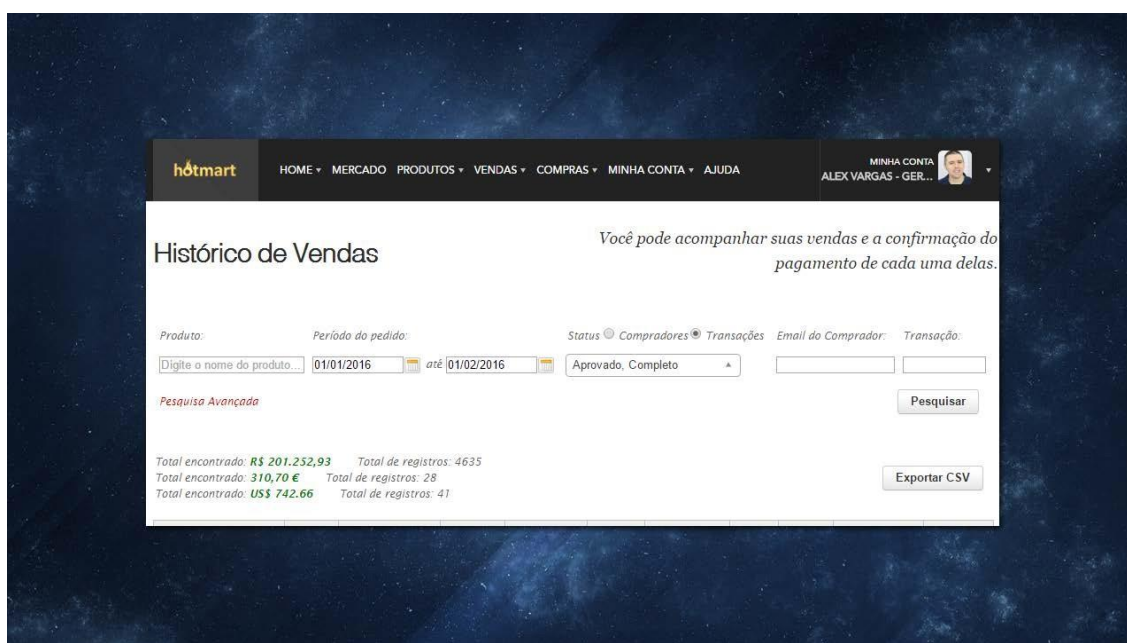 hotmart
HOME MERCADO PRODUTOS VENDAS COMPRAS MINHA CONTA AJUDA
MINHA CONTA
ALEX VARGAS - GER...
Histórico de Vendas
Você pode acompanhar suas vendas e a confirmação do
pagamento de cada uma delas.
Produto: Período do pedido: Status Compradores Transações Email do Comprador: Transação:
Digite o nome do produto... 01/01/2016 até 01/02/2016 Aprovado, Completo
Pesquisa Avançada Pesquisar
Total encontrado: R$ 201.252,93 Total de registros: 4635
Total encontrado: 310,70 € Total de registros: 28
Total encontrado: US$ 742.66 Total de registros: 41
Exportar CSV